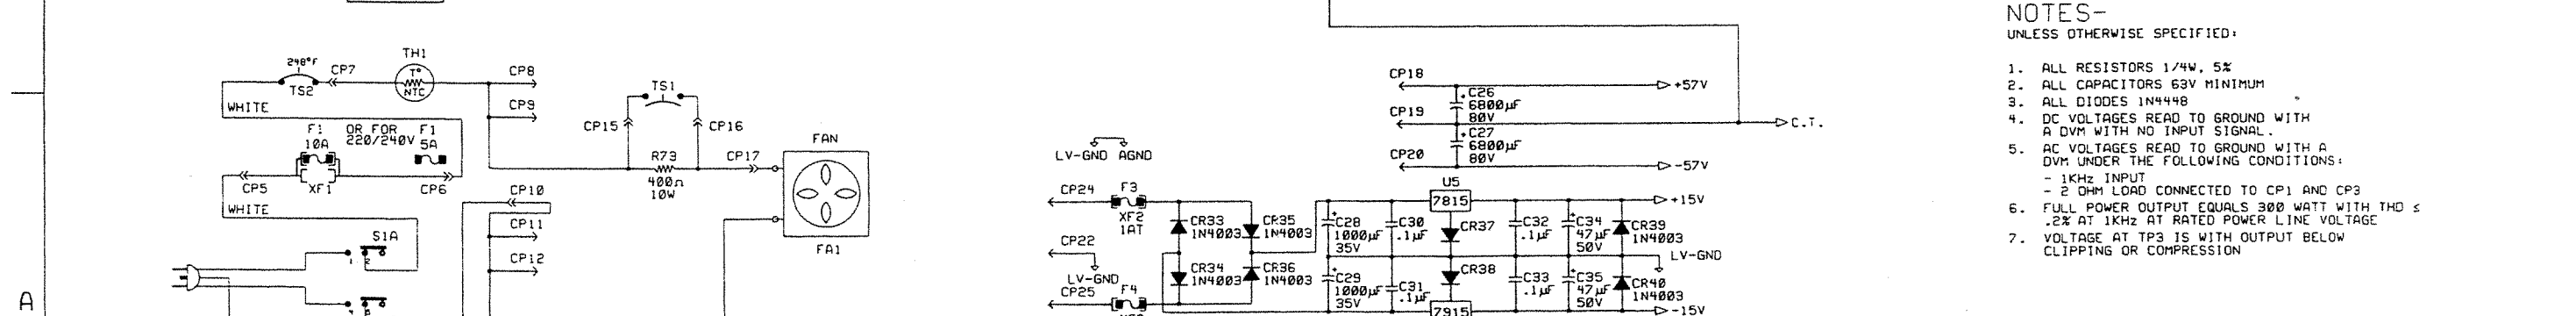 TH1
248°F
CP7
T°
NTC
TS2
CP8
CP9
WHITE
F1
10A
OR FOR
220/240V
F1
5A
CP5
XF1
CP6
WHITE
S1A
A
TS1
CP15
CP16
R73
400Ω
10W
CP17
CP10
CP11
CP12
FAN
FA1
CP18
+57V
C26
6800µF
80V
CP19
C.T.
C27
6800µF
80V
CP20
-57V
LV-GND AGND
CP24
F3
XF2
1AT
CP22
LV-GND
CP25
F4
CR33
1N4003
CR35
1N4003
CR34
1N4003
CR36
1N4003
C28
1000µF
35V
C30
.1µF
U5
7815
CR37
C32
.1µF
C34
47µF
50V
CR39
1N4003
+15V
LV-GND
C29
1000µF
35V
C31
.1µF
CR38
7915
C33
.1µF
C35
47µF
50V
CR40
1N4003
-15V
NOTES-
UNLESS OTHERWISE SPECIFIED:
1. ALL RESISTORS 1/4W, 5%
2. ALL CAPACITORS 63V MINIMUM
3. ALL DIODES 1N4448
4. DC VOLTAGES READ TO GROUND WITH
A DVM WITH NO INPUT SIGNAL.
5. AC VOLTAGES READ TO GROUND WITH A
DVM UNDER THE FOLLOWING CONDITIONS:
- 1KHz INPUT
- 2 OHM LOAD CONNECTED TO CP1 AND CP3
6. FULL POWER OUTPUT EQUALS 300 WATT WITH THD ≤
.2% AT 1KHz AT RATED POWER LINE VOLTAGE
7. VOLTAGE AT TP3 IS WITH OUTPUT BELOW
CLIPPING OR COMPRESSION